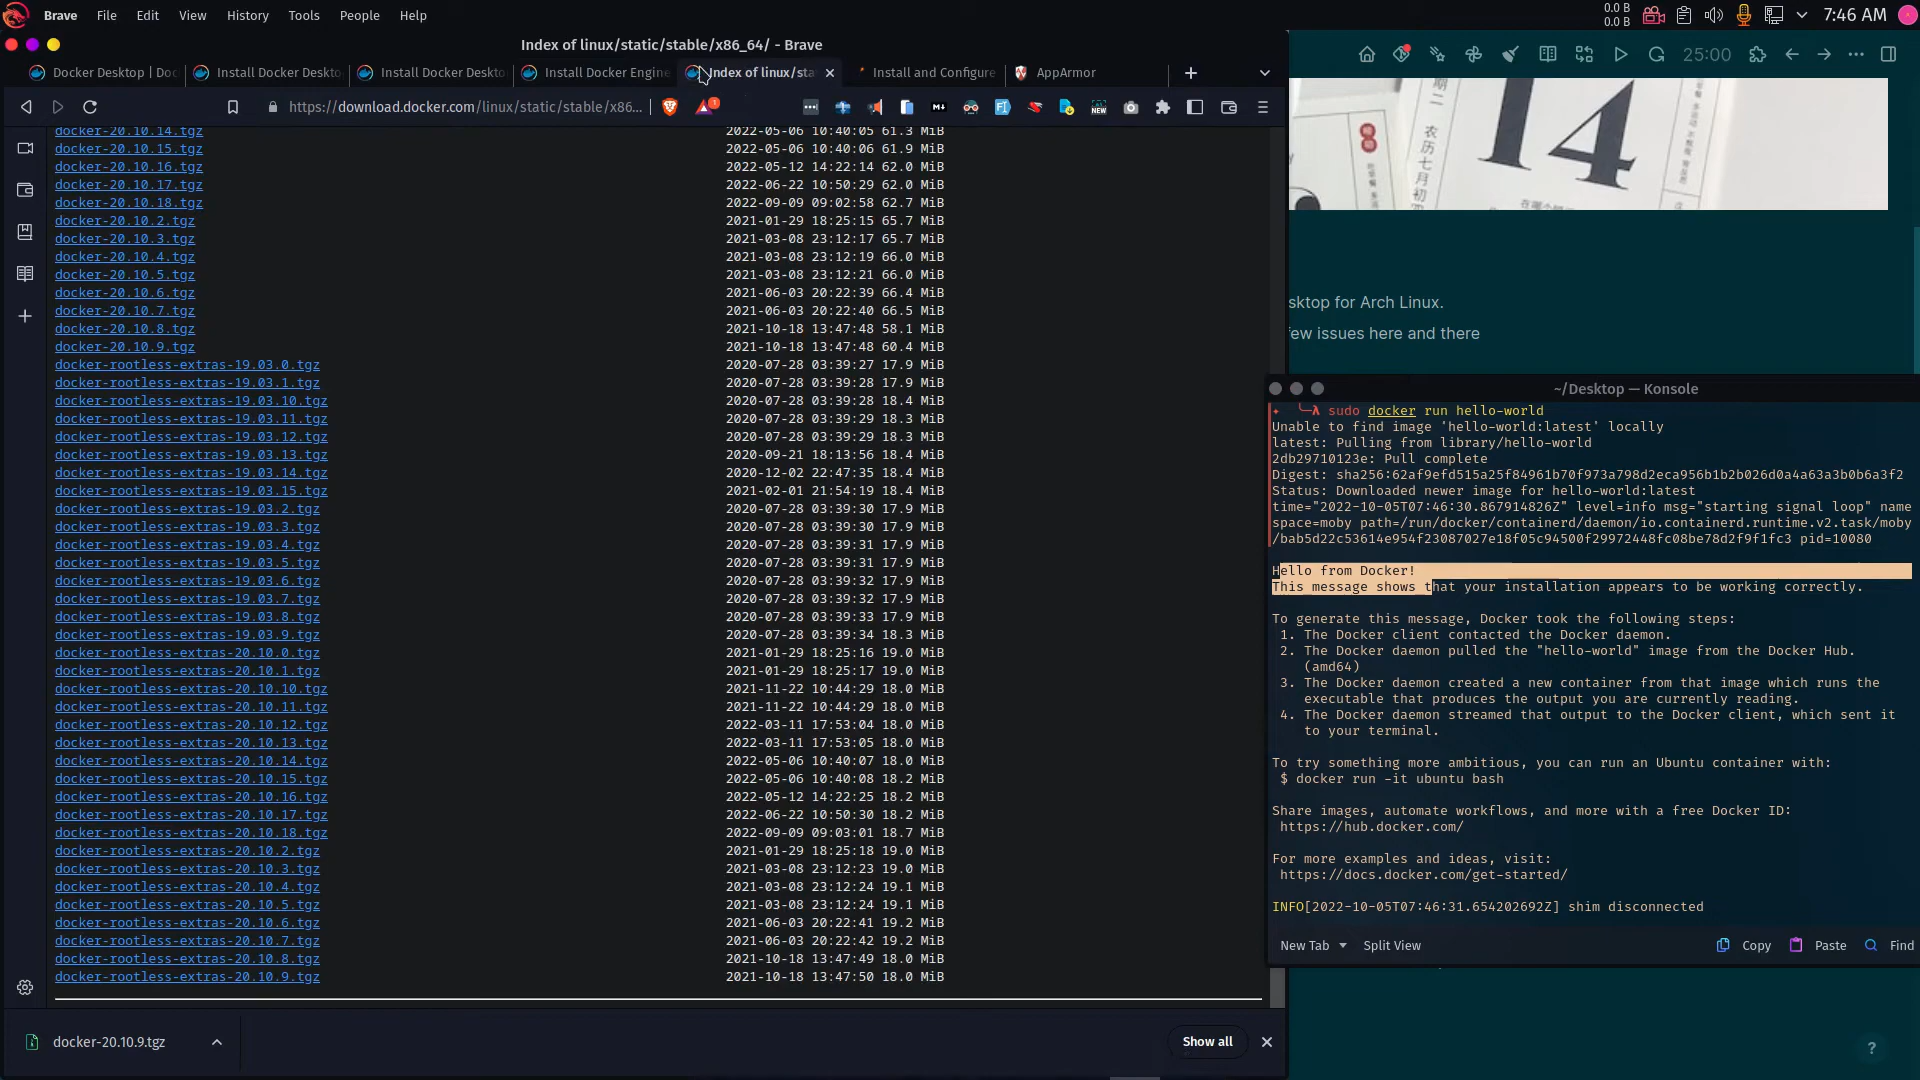 Brave File Edit View History Tools People Help
0.0 B
0.0 B
7:46 AM
Index of linux/static/stable/x86_64/ - Brave
Docker Desktop | Doc
Install Docker Deskto
Install Docker Deskto
Install Docker Engine
Index of linux/sta
Install and Configure
AppArmor
https://download.docker.com/linux/static/stable/x86...
1
NEW
25:00
docker-20.10.14.tgz 2022-05-06 10:40:05 61.3 MiB
docker-20.10.15.tgz 2022-05-06 10:40:06 61.9 MiB
docker-20.10.16.tgz 2022-05-12 14:22:14 62.0 MiB
docker-20.10.17.tgz 2022-06-22 10:50:29 62.0 MiB
docker-20.10.18.tgz 2022-09-09 09:02:58 62.7 MiB
docker-20.10.2.tgz 2021-01-29 18:25:15 65.7 MiB
docker-20.10.3.tgz 2021-03-08 23:12:17 65.7 MiB
docker-20.10.4.tgz 2021-03-08 23:12:19 66.0 MiB
docker-20.10.5.tgz 2021-03-08 23:12:21 66.0 MiB
docker-20.10.6.tgz 2021-06-03 20:22:39 66.4 MiB
docker-20.10.7.tgz 2021-06-03 20:22:40 66.5 MiB
docker-20.10.8.tgz 2021-10-18 13:47:48 58.1 MiB
docker-20.10.9.tgz 2021-10-18 13:47:48 60.4 MiB
docker-rootless-extras-19.03.0.tgz 2020-07-28 03:39:27 17.9 MiB
docker-rootless-extras-19.03.1.tgz 2020-07-28 03:39:28 17.9 MiB
docker-rootless-extras-19.03.10.tgz 2020-07-28 03:39:28 18.4 MiB
docker-rootless-extras-19.03.11.tgz 2020-07-28 03:39:29 18.3 MiB
docker-rootless-extras-19.03.12.tgz 2020-07-28 03:39:29 18.3 MiB
docker-rootless-extras-19.03.13.tgz 2020-09-21 18:13:56 18.4 MiB
docker-rootless-extras-19.03.14.tgz 2020-12-02 22:47:35 18.4 MiB
docker-rootless-extras-19.03.15.tgz 2021-02-01 21:54:19 18.4 MiB
docker-rootless-extras-19.03.2.tgz 2020-07-28 03:39:30 17.9 MiB
docker-rootless-extras-19.03.3.tgz 2020-07-28 03:39:30 17.9 MiB
docker-rootless-extras-19.03.4.tgz 2020-07-28 03:39:31 17.9 MiB
docker-rootless-extras-19.03.5.tgz 2020-07-28 03:39:31 17.9 MiB
docker-rootless-extras-19.03.6.tgz 2020-07-28 03:39:32 17.9 MiB
docker-rootless-extras-19.03.7.tgz 2020-07-28 03:39:32 17.9 MiB
docker-rootless-extras-19.03.8.tgz 2020-07-28 03:39:33 17.9 MiB
docker-rootless-extras-19.03.9.tgz 2020-07-28 03:39:34 18.3 MiB
docker-rootless-extras-20.10.0.tgz 2021-01-29 18:25:16 19.0 MiB
docker-rootless-extras-20.10.1.tgz 2021-01-29 18:25:17 19.0 MiB
docker-rootless-extras-20.10.10.tgz 2021-11-22 10:44:29 18.0 MiB
docker-rootless-extras-20.10.11.tgz 2021-11-22 10:44:29 18.0 MiB
docker-rootless-extras-20.10.12.tgz 2022-03-11 17:53:04 18.0 MiB
docker-rootless-extras-20.10.13.tgz 2022-03-11 17:53:05 18.0 MiB
docker-rootless-extras-20.10.14.tgz 2022-05-06 10:40:07 18.0 MiB
docker-rootless-extras-20.10.15.tgz 2022-05-06 10:40:08 18.2 MiB
docker-rootless-extras-20.10.16.tgz 2022-05-12 14:22:25 18.2 MiB
docker-rootless-extras-20.10.17.tgz 2022-06-22 10:50:30 18.2 MiB
docker-rootless-extras-20.10.18.tgz 2022-09-09 09:03:01 18.7 MiB
docker-rootless-extras-20.10.2.tgz 2021-01-29 18:25:18 19.0 MiB
docker-rootless-extras-20.10.3.tgz 2021-03-08 23:12:23 19.0 MiB
docker-rootless-extras-20.10.4.tgz 2021-03-08 23:12:24 19.1 MiB
docker-rootless-extras-20.10.5.tgz 2021-03-08 23:12:24 19.1 MiB
docker-rootless-extras-20.10.6.tgz 2021-06-03 20:22:41 19.2 MiB
docker-rootless-extras-20.10.7.tgz 2021-06-03 20:22:42 19.2 MiB
docker-rootless-extras-20.10.8.tgz 2021-10-18 13:47:49 18.0 MiB
docker-rootless-extras-20.10.9.tgz 2021-10-18 13:47:50 18.0 MiB
docker-20.10.9.tgz
Show all
14
农历七月初
sktop for Arch Linux.
few issues here and there
~/Desktop — Konsole
╰─λ sudo docker run hello-world
Unable to find image 'hello-world:latest' locally
latest: Pulling from library/hello-world
2db29710123e: Pull complete
Digest: sha256:62af9efd515a25f84961b70f973a798d2eca956b1b2b026d0a4a63a3b0b6a3f2
Status: Downloaded newer image for hello-world:latest
time="2022-10-05T07:46:30.867914826Z" level=info msg="starting signal loop" name
space=moby path=/run/docker/containerd/daemon/io.containerd.runtime.v2.task/moby
/bab5d22c53614e954f23087027e18f05c94500f29972448fc08be78d2f9f1fc3 pid=10080
Hello from Docker!
This message shows that your installation appears to be working correctly.
To generate this message, Docker took the following steps:
1. The Docker client contacted the Docker daemon.
2. The Docker daemon pulled the "hello-world" image from the Docker Hub.
(amd64)
3. The Docker daemon created a new container from that image which runs the
executable that produces the output you are currently reading.
4. The Docker daemon streamed that output to the Docker client, which sent it
to your terminal.
To try something more ambitious, you can run an Ubuntu container with:
$ docker run -it ubuntu bash
Share images, automate workflows, and more with a free Docker ID:
https://hub.docker.com/
For more examples and ideas, visit:
https://docs.docker.com/get-started/
INFO[2022-10-05T07:46:31.654202692Z] shim disconnected
New Tab Split View Copy Paste Find
?